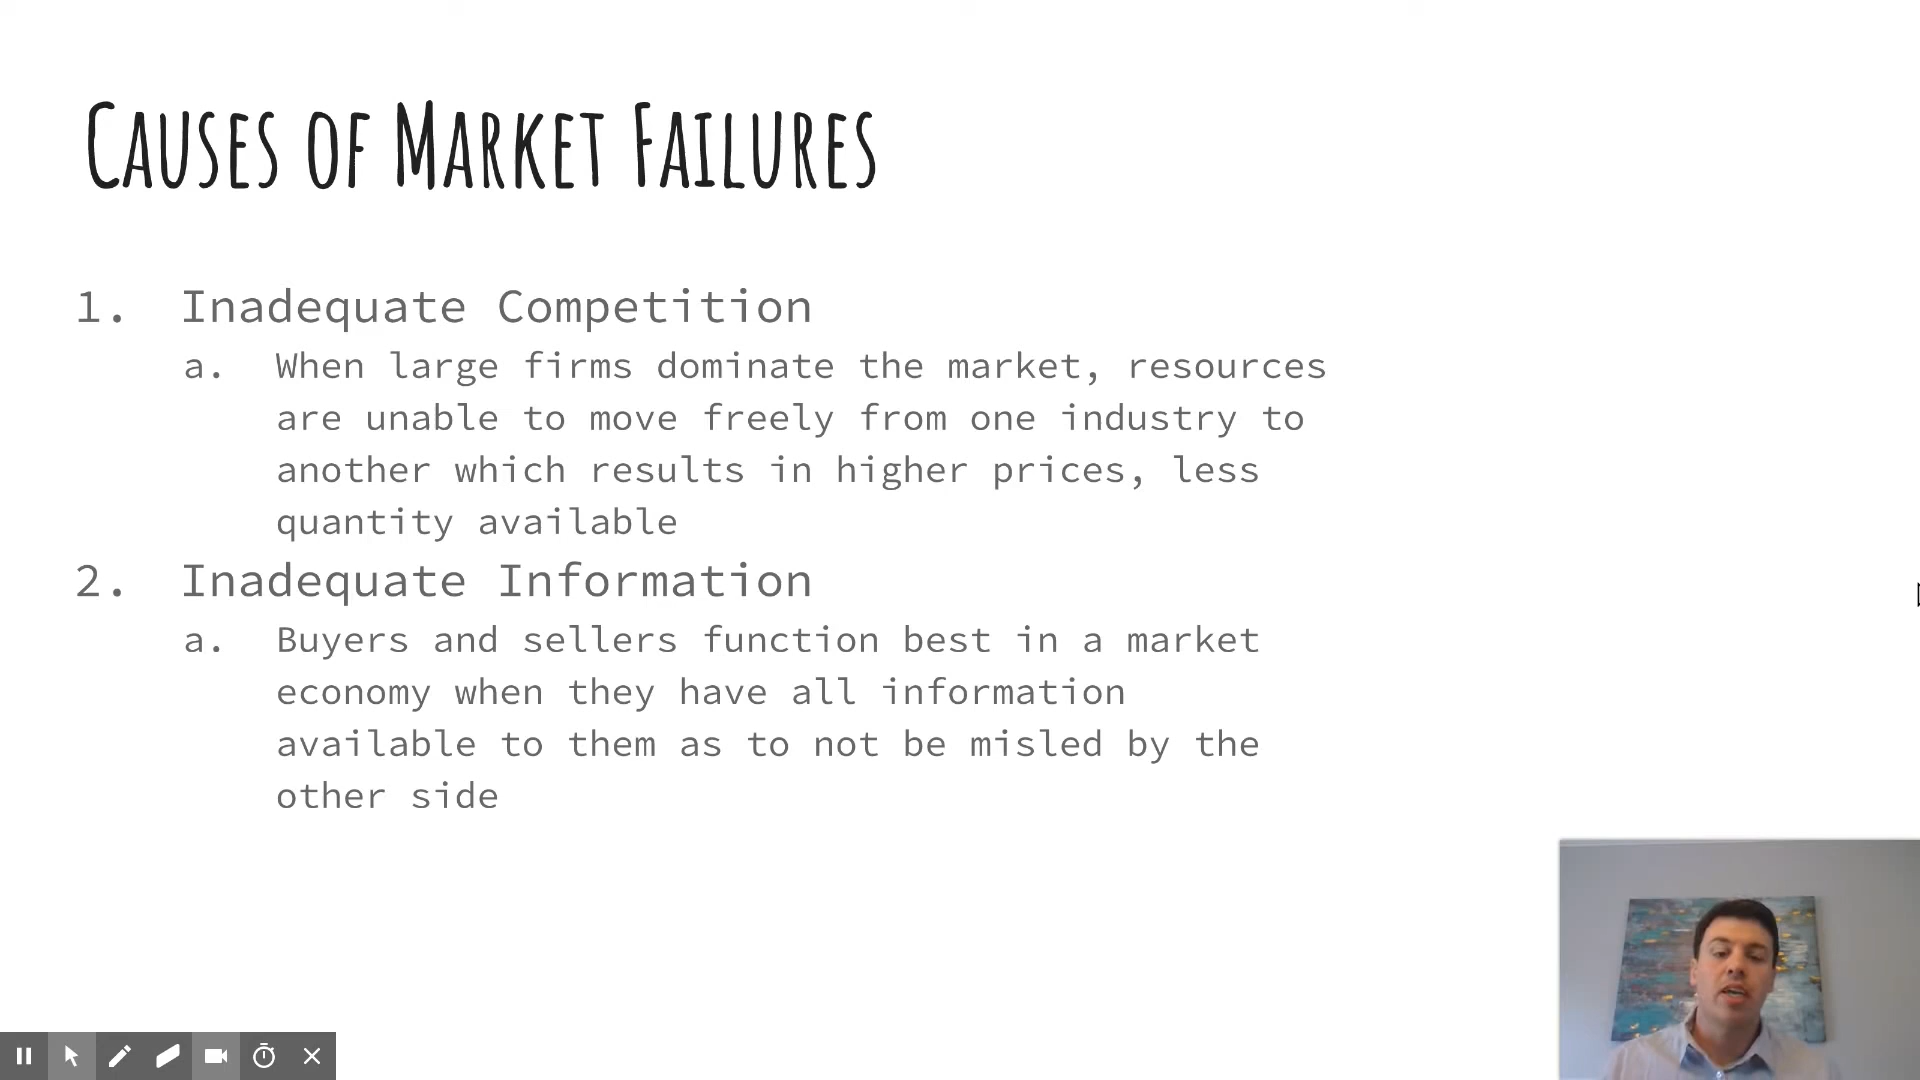 Causes of Market Failures
1. Inadequate Competition
a. When large firms dominate the market, resources
are unable to move freely from one industry to
another which results in higher prices, less
quantity available
2. Inadequate Information
a. Buyers and sellers function best in a market
economy when they have all information
available to them as to not be misled by the
other side